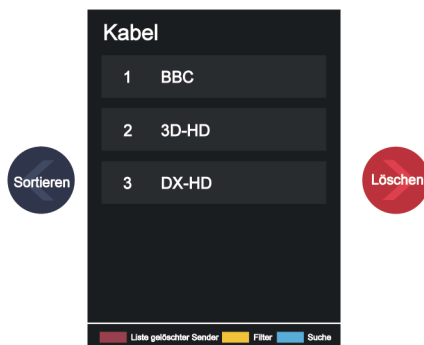 Kabel
1 BBC
2 3D-HD
3 DX-HD
Sortieren
Löschen
Liste gelöschter Sender Filter Suche